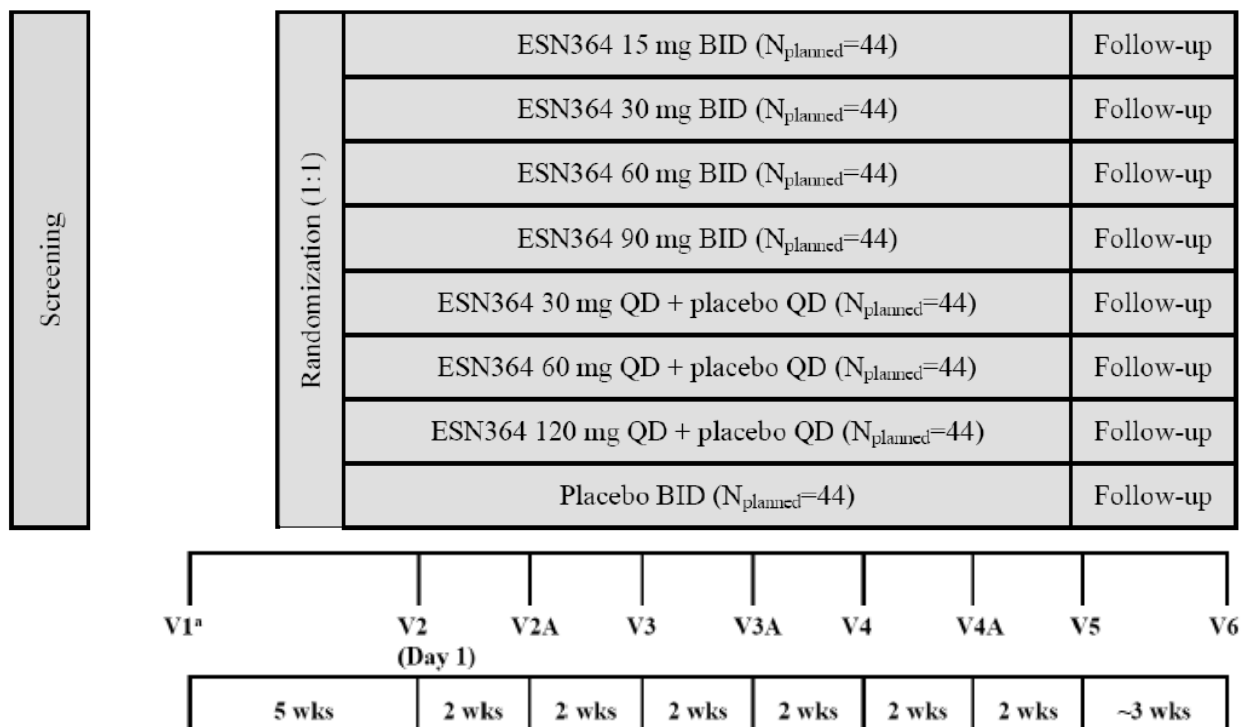 Screening
Randomization (1:1)
ESN364 15 mg BID (Nplanned=44)
Follow-up
ESN364 30 mg BID (Nplanned=44)
Follow-up
ESN364 60 mg BID (Nplanned=44)
Follow-up
ESN364 90 mg BID (Nplanned=44)
Follow-up
ESN364 30 mg QD + placebo QD (Nplanned=44)
Follow-up
ESN364 60 mg QD + placebo QD (Nplanned=44)
Follow-up
ESN364 120 mg QD + placebo QD (Nplanned=44)
Follow-up
Placebo BID (Nplanned=44)
Follow-up
V1ª V2 V2A V3 V3A V4 V4A V5 V6
(Day 1)
5 wks 2 wks 2 wks 2 wks 2 wks 2 wks 2 wks ~3 wks